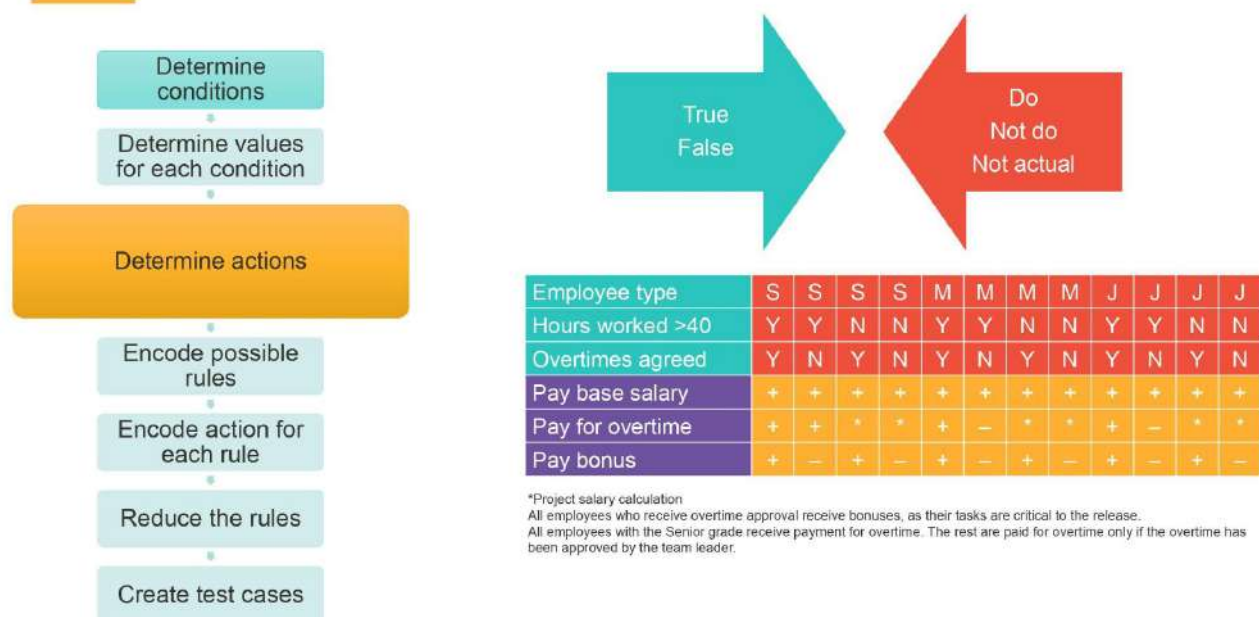 Determine
conditions
Determine values
for each condition
Determine actions
Encode possible
rules
Encode action for
each rule
Reduce the rules
Create test cases
True
False
Do
Not do
Not actual
Employee type S S S S M M M M J J J J
Hours worked >40 Y Y N N Y Y N N Y Y N N
Overtimes agreed Y N Y N Y N Y N Y N Y N
Pay base salary + + + + + + + + + + + +
Pay for overtime + + * * + – * * + – * *
Pay bonus + – + – + – + – + – + –
*Project salary calculation
All employees who receive overtime approval receive bonuses, as their tasks are critical to the release.
All employees with the Senior grade receive payment for overtime. The rest are paid for overtime only if the overtime has
been approved by the team leader.